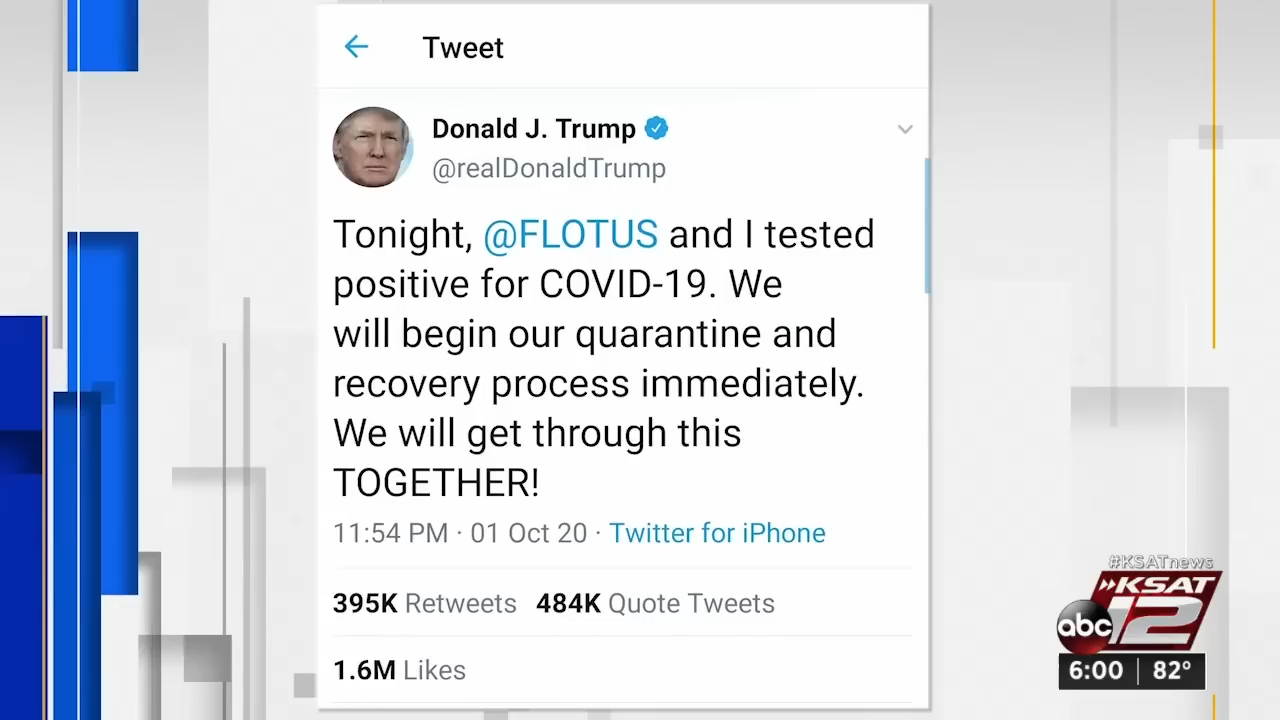 Tweet
Donald J. Trump
@realDonaldTrump
Tonight, @FLOTUS and I tested
positive for COVID-19. We
will begin our quarantine and
recovery process immediately.
We will get through this
TOGETHER!
11:54 PM · 01 Oct 20 · Twitter for iPhone
395K Retweets 484K Quote Tweets
1.6M Likes
#KSATnews
KSAT
abc 12
6:00 82°